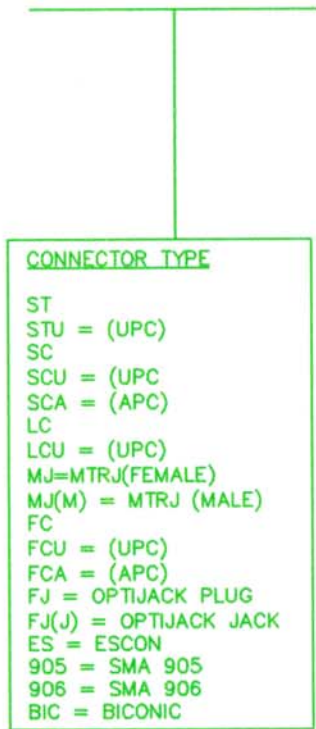 CONNECTOR TYPE
ST
STU = (UPC)
SC
SCU = (UPC
SCA = (APC)
LC
LCU = (UPC)
MJ=MTRJ(FEMALE)
MJ(M) = MTRJ (MALE)
FC
FCU = (UPC)
FCA = (APC)
FJ = OPTIJACK PLUG
FJ(J) = OPTIJACK JACK
ES = ESCON
905 = SMA 905
906 = SMA 906
BIC = BICONIC